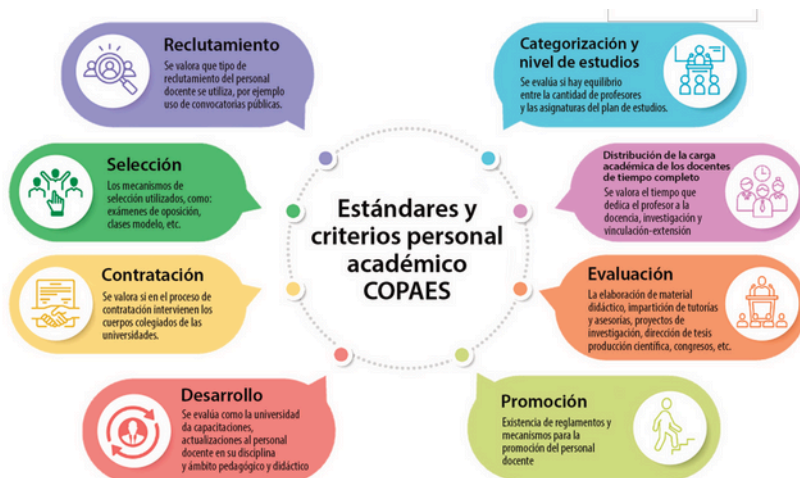 Reclutamiento
Se valora que tipo de
reclutamiento del personal
docente se utiliza, por ejemplo
uso de convocatorias públicas.
Selección
Los mecanismos de
selección utilizados, como:
exámenes de oposición,
clases modelo, etc.
Contratación
Se valora si en el proceso de
contratación intervienen los
cuerpos colegiados de las
universidades.
Desarrollo
Se evalúa como la universidad
da capacitaciones,
actualizaciones al personal
docente en su disciplina
y ámbito pedagógico y didáctico
Estándares y
criterios personal
académico
COPAES
Categorización y
nivel de estudios
Se evalúa si hay equilibrio
entre la cantidad de profesores
y las asignaturas del plan de estudios.
Distribución de la carga
académica de los docentes
de tiempo completo
Se valora el tiempo que
dedica el profesor a la
docencia, investigación y
vinculación-extensión
Evaluación
La elaboración de material
didáctico, impartición de tutorías
y asesorías, proyectos de
investigación, dirección de tesis
producción científica, congresos, etc.
Promoción
Existencia de reglamentos y
mecanismos para la
promoción del personal
docente